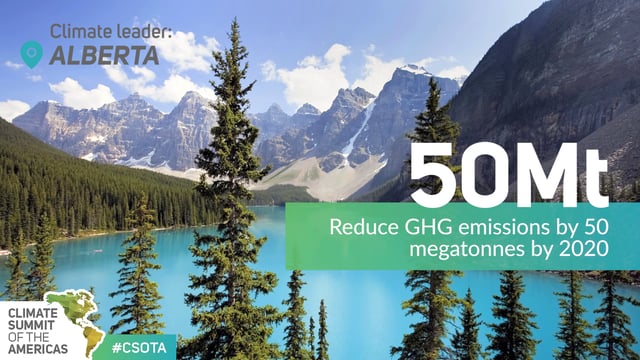 Climate leader:
ALBERTA
50Mt
Reduce GHG emissions by 50
megatonnes by 2020
CLIMATE
SUMMIT
OF THE
AMERICAS
#CSOTA